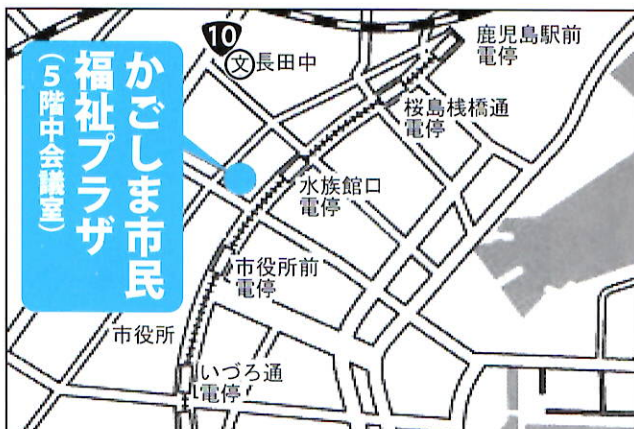 かごしま市民
福祉プラザ
(5階中会議室)
10
文長田中
鹿児島駅前
電停
桜島桟橋通
電停
水族館口
電停
市役所前
電停
市役所
いづろ通
電停